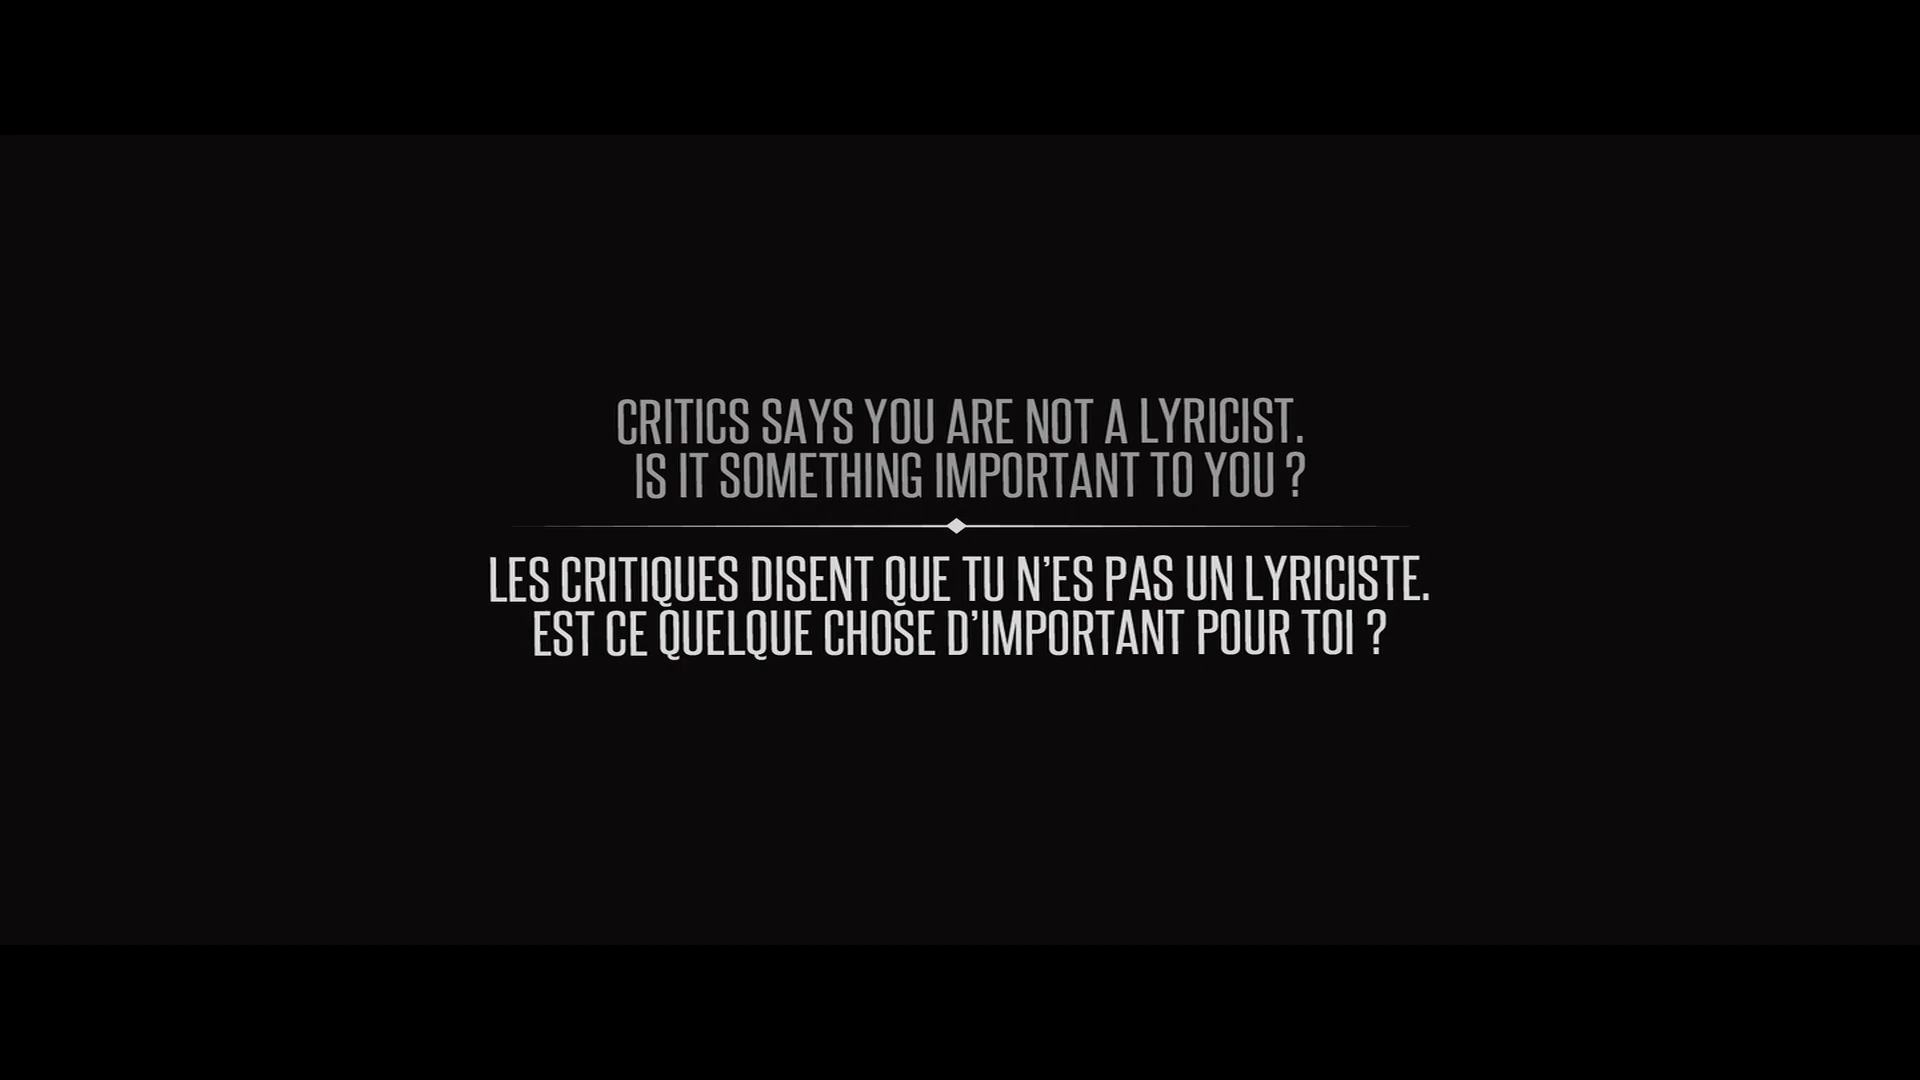 CRITICS SAYS YOU ARE NOT A LYRICIST.
IS IT SOMETHING IMPORTANT TO YOU ?
LES CRITIQUES DISENT QUE TU N'ES PAS UN LYRICISTE.
EST CE QUELQUE CHOSE D'IMPORTANT POUR TOI ?